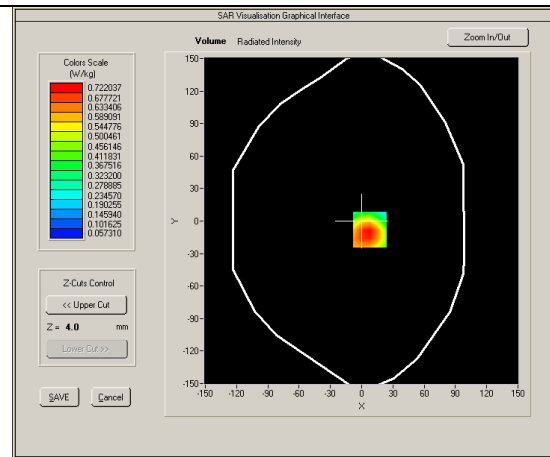 SAR Visualisation Graphical Interface
Volume Radiated Intensity
Zoom In/Out
Colors Scale
(W/kg)
0.722037
0.677721
0.633406
0.589091
0.544776
0.500461
0.456146
0.411831
0.367516
0.323200
0.278885
0.234570
0.190255
0.145940
0.101625
0.057310
Z-Cuts Control
<< Upper Cut
Z = 4.0 mm
Lower Cut >>
SAVE Cancel
150-
120-
90-
60-
30-
0-
-30-
-60-
-90-
-120-
-150-
Y
-150 -120 -90 -60 -30 0 30 60 90 120 150
X